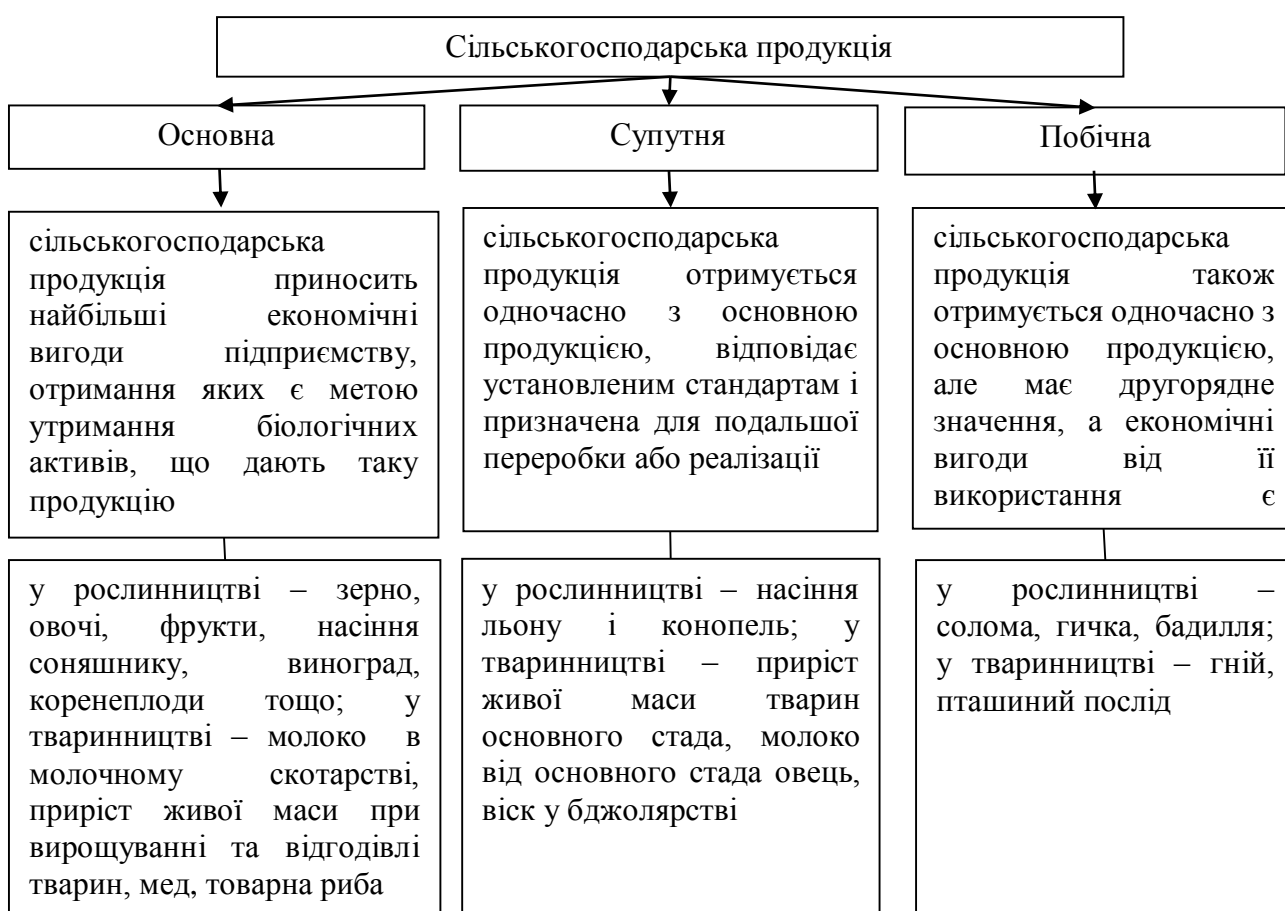 Сільськогосподарська продукція
Основна
Супутня
Побічна
сільськогосподарська
продукція приносить
найбільші економічні
вигоди підприємству,
отримання яких є метою
утримання біологічних
активів, що дають таку
продукцію
сільськогосподарська
продукція отримується
одночасно з основною
продукцією, відповідає
установленим стандартам і
призначена для подальшої
переробки або реалізації
сільськогосподарська
продукція також
отримується одночасно з
основною продукцією,
але має другорядне
значення, а економічні
вигоди від її
використання є
у рослинництві – зерно,
овочі, фрукти, насіння
соняшнику, виноград,
коренеплоди тощо; у
тваринництві – молоко в
молочному скотарстві,
приріст живої маси при
вирощуванні та відгодівлі
тварин, мед, товарна риба
у рослинництві – насіння
льону і конопель; у
тваринництві – приріст
живої маси тварин
основного стада, молоко
від основного стада овець,
віск у бджолярстві
у рослинництві –
солома, гичка, бадилля;
у тваринництві – гній,
пташиний послід